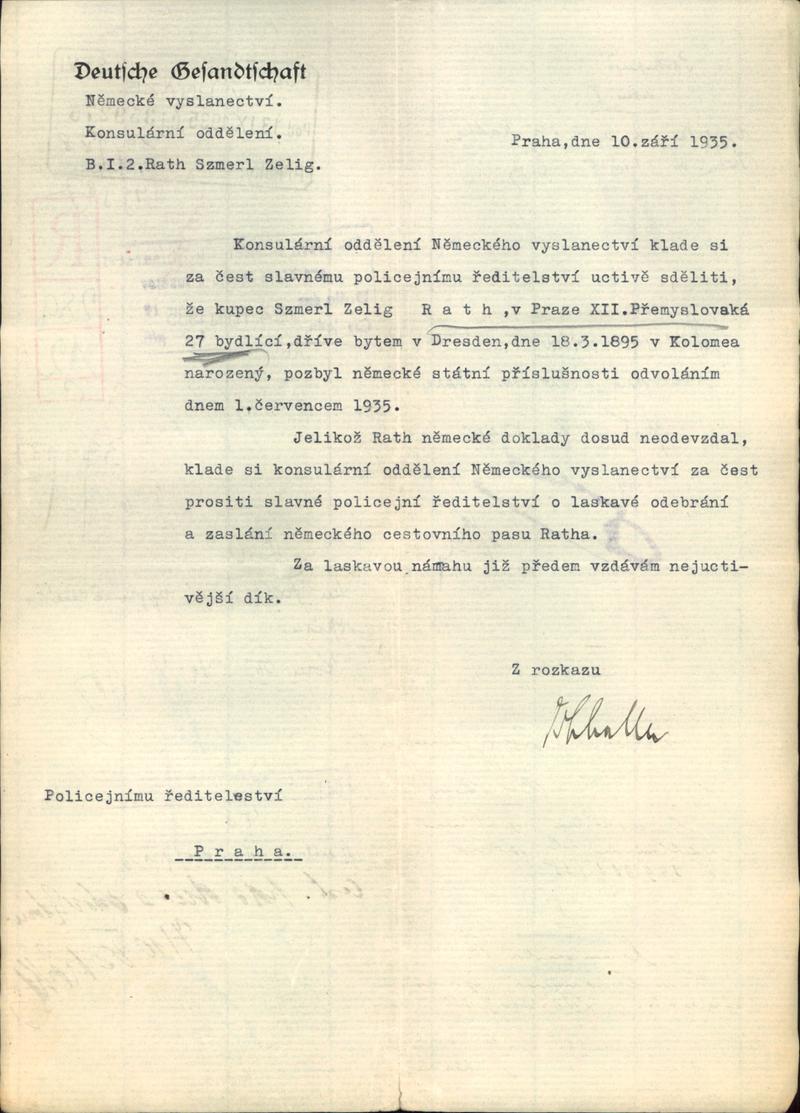 Deutsche Gesandtschaft
Německé vyslanectví.
Konsulární oddělení.
B.I.2.Rath Szmerl Zelig.
Praha,dne 10.září 1935.
Konsulární oddělení Německého vyslanectví klade si
za čest slavnému policejnímu ředitelství uctivě sděliti,
že kupec Szmerl Zelig R a t h ,v Praze XII.Přemyslovaká
27 bydlící,dříve bytem v Dresden,dne 18.3.1895 v Kolomea
narozený, pozbyl německé státní příslušnosti odvoláním
dnem 1.červencem 1935.
Jelikož Rath německé doklady dosud neodevzdal,
klade si konsulární oddělení Německého vyslanectví za čest
prositi slavné policejní ředitelství o laskavé odebrání
a zaslání německého cestovního pasu Ratha.
Za laskavou námahu již předem vzdávám nejucti-
vější dík.
Z rozkazu
Policejnímu ředitelství
P r a h a.